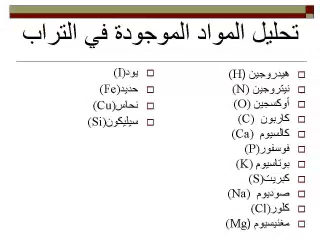 تحليل المواد الموجودة في التراب
هيدروجين (H)
نيتروجين (N)
أوكسجين (O)
كاربون (C)
كالسيوم (Ca)
فوسفور(P)
بوتاسيوم (K)
كبريت(S)
صوديوم (Na)
كلور(Cl)
مغنيسيوم (Mg)
يود(I)
حديد(Fe)
نحاس(Cu)
سيليكون(Si)